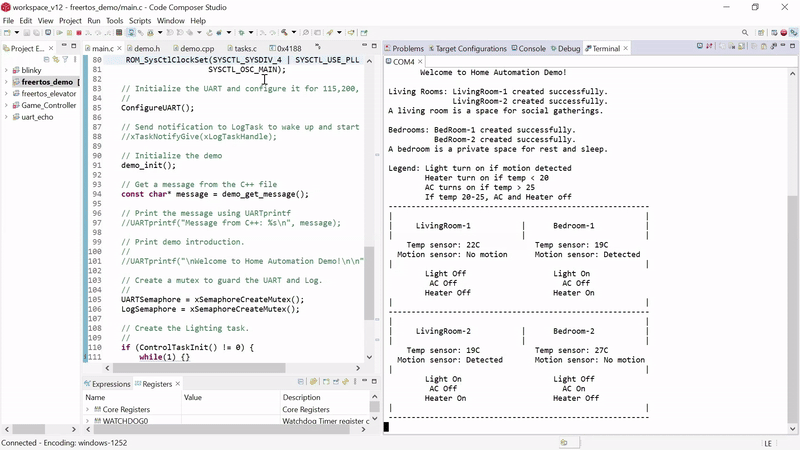 workspace_v12 - freertos_demo/main.c - Code Composer Studio
File Edit View Project Run Tools Scripts Window Help
Project E...
main.c
demo.h
demo.cpp
tasks.c
0x4188
blinky
freertos_demo
freertos_elevator
Game_Controller
uart_echo
80 ROM_SysCtlClockSet(SYSCTL_SYSDIV_4 | SYSCTL_USE_PLL
81 SYSCTL_OSC_MAIN);
82
83 // Initialize the UART and configure it for 115,200,
84 //
85 ConfigureUART();
86
87 // Send notification to LogTask to wake up and start
88 //xTaskNotifyGive(xLogTaskHandle);
89
90 // Initialize the demo
91 demo_init();
92
93 // Get a message from the C++ file
94 const char* message = demo_get_message();
95
96 // Print the message using UARTprintf
97 //UARTprintf("Message from C++: %s\n", message);
98
99 // Print demo introduction.
100 //
101 //UARTprintf("\nWelcome to Home Automation Demo!\n\n"
102
103 // Create a mutex to guard the UART and Log.
104 //
105 UARTSemaphore = xSemaphoreCreateMutex();
106 LogSemaphore = xSemaphoreCreateMutex();
107
108 // Create the Lighting task.
109 //
110 if (ControlTaskInit() != 0) {
111 while(1) {}
Expressions Registers
Name Value Description
Core Registers Core Registers
WATCHDOG0 Watchdog Timer register c
Problems Target Configurations Console Debug Terminal
COM4
Welcome to Home Automation Demo!
Living Rooms: LivingRoom-1 created successfully.
LivingRoom-2 created successfully.
A living room is a space for social gatherings.
Bedrooms: BedRoom-1 created successfully.
BedRoom-2 created successfully.
A bedroom is a private space for rest and sleep.
Legend: Light turn on if motion detected
Heater turn on if temp < 20
AC turns on if temp > 25
If temp 20-25, AC and Heater off
LivingRoom-1 | Bedroom-1
Temp sensor: 22C Temp sensor: 19C
Motion sensor: No motion Motion sensor: Detected
Light Off Light On
AC Off AC Off
Heater Off Heater On
LivingRoom-2 | Bedroom-2
Temp sensor: 19C Temp sensor: 27C
Motion sensor: Detected Motion sensor: No motion
Light On Light Off
AC Off AC On
Heater On Heater Off
Connected - Encoding: windows-1252
LE